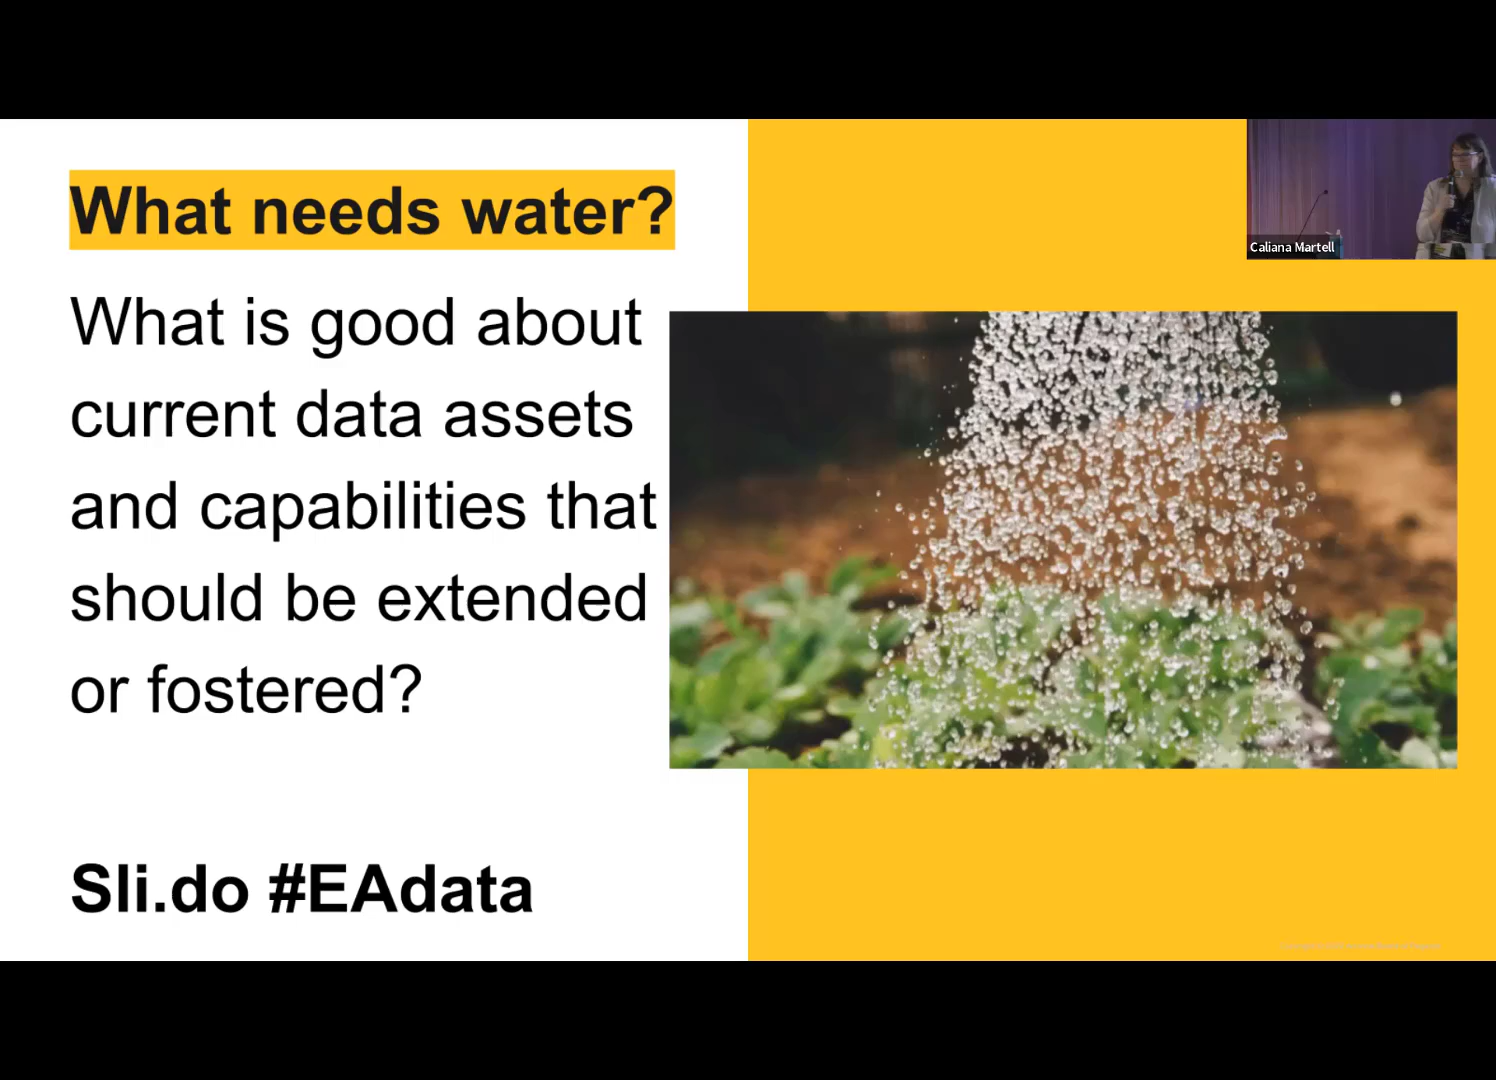 What needs water?
What is good about
current data assets
and capabilities that
should be extended
or fostered?
Sli.do #EAdata
Caliana Martell